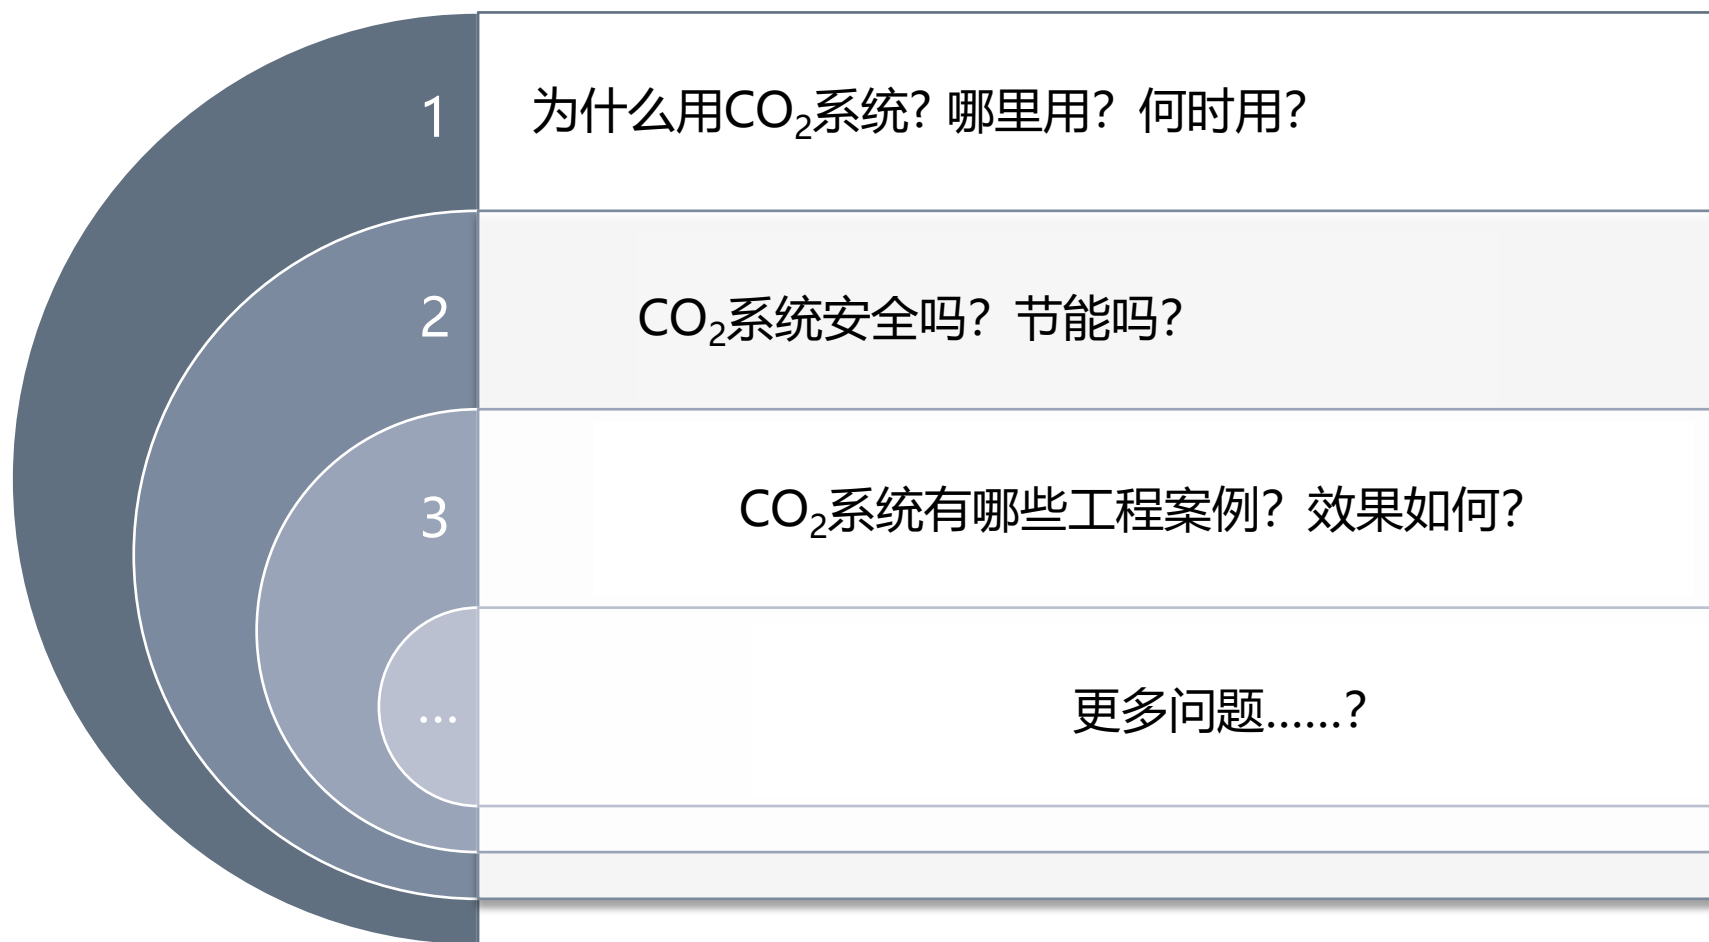 1
为什么用CO₂系统? 哪里用？何时用?
2
CO₂系统安全吗？节能吗?
3
CO₂系统有哪些工程案例？效果如何?
...
更多问题......?